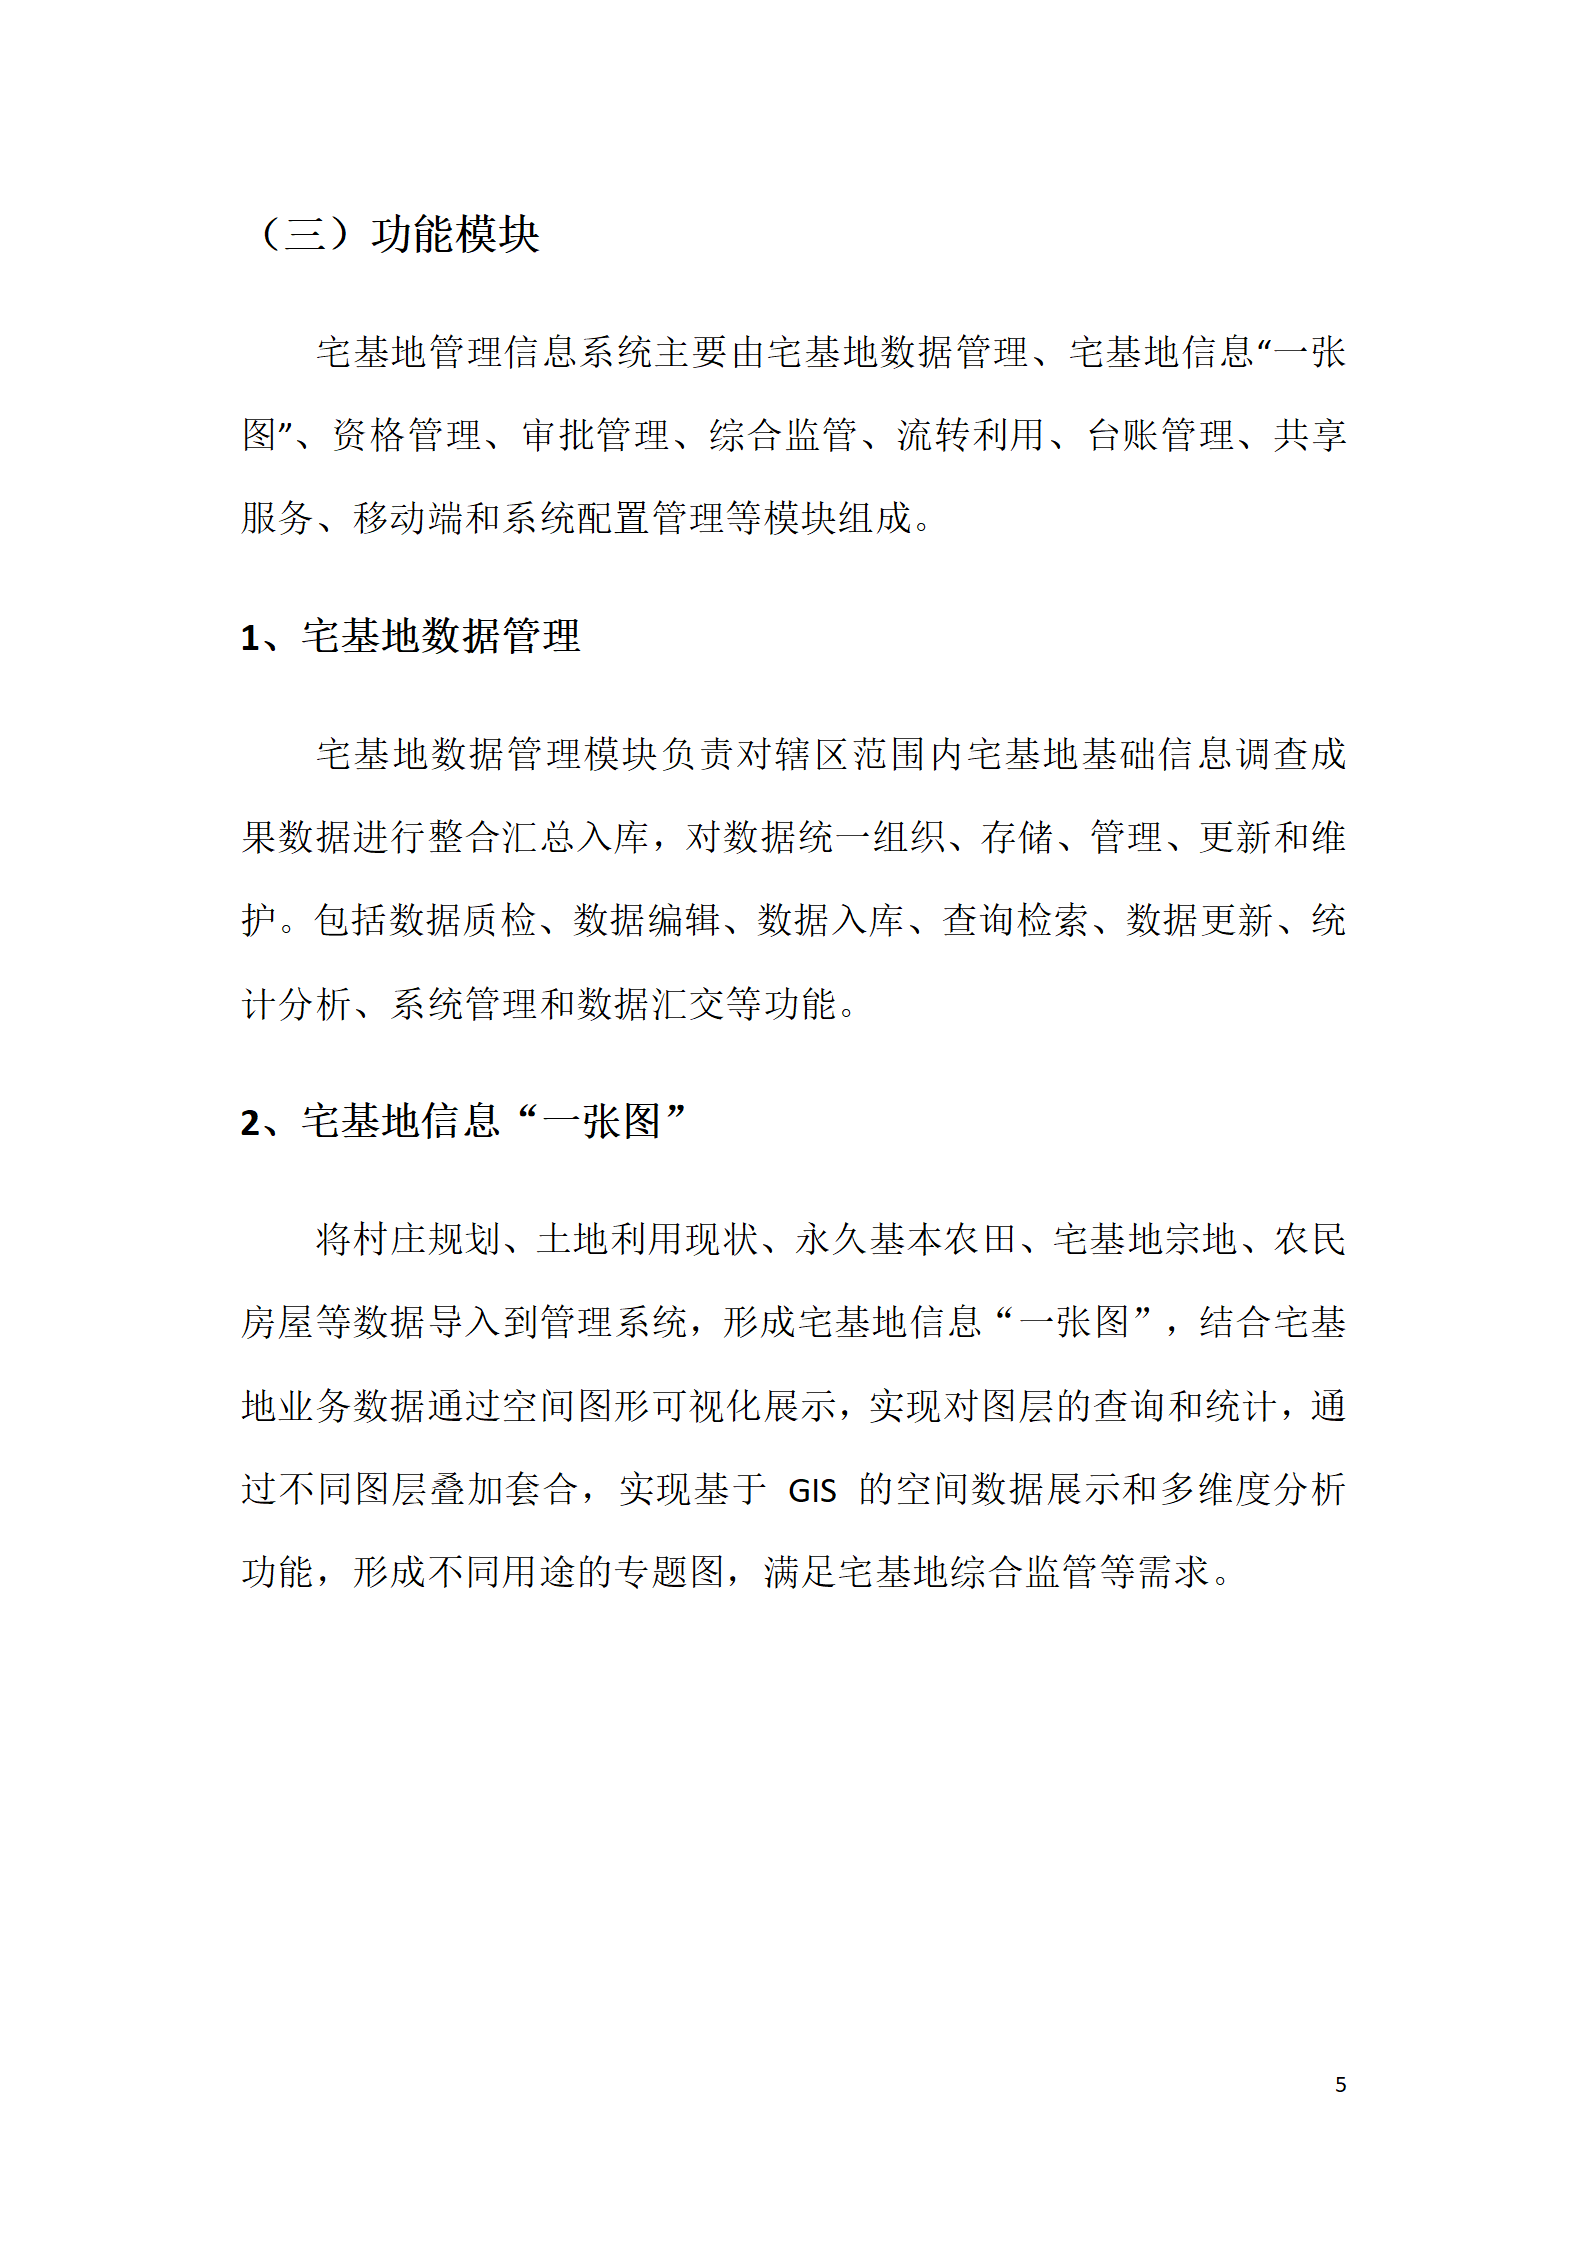 （三）功能模块
宅基地管理信息系统主要由宅基地数据管理、宅基地信息“一张
图”、资格管理、审批管理、综合监管、流转利用、台账管理、共享
服务、移动端和系统配置管理等模块组成。
1、宅基地数据管理
宅基地数据管理模块负责对辖区范围内宅基地基础信息调查成
果数据进行整合汇总入库，对数据统一组织、存储、管理、更新和维
护。包括数据质检、数据编辑、数据入库、查询检索、数据更新、统
计分析、系统管理和数据汇交等功能。
2、宅基地信息“一张图”
将村庄规划、土地利用现状、永久基本农田、宅基地宗地、农民
房屋等数据导入到管理系统，形成宅基地信息“一张图”，结合宅基
地业务数据通过空间图形可视化展示，实现对图层的查询和统计，通
过不同图层叠加套合，实现基于 GIS 的空间数据展示和多维度分析
功能，形成不同用途的专题图，满足宅基地综合监管等需求。
5